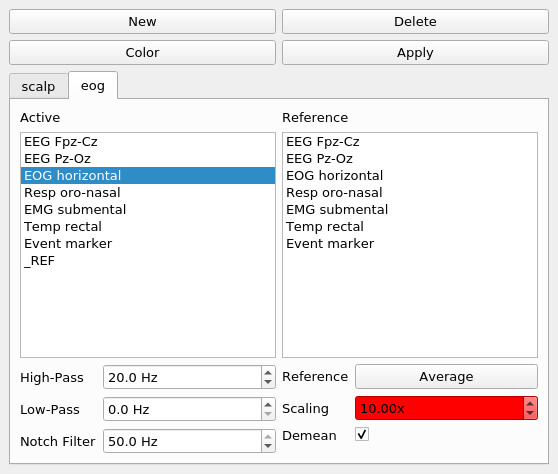 New Delete
Color Apply
scalp eog
Active Reference
EEG Fpz-Cz EEG Fpz-Cz
EEG Pz-Oz EEG Pz-Oz
EOG horizontal EOG horizontal
Resp oro-nasal Resp oro-nasal
EMG submental EMG submental
Temp rectal Temp rectal
Event marker Event marker
_REF
High-Pass 20.0 Hz Reference Average
Low-Pass 0.0 Hz Scaling 10.00x
Notch Filter 50.0 Hz Demean